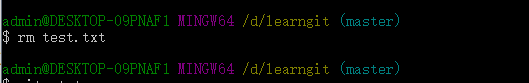 admin@DESKTOP-09PNAF1 MINGW64 /d/learngit (master)
$ rm test.txt
admin@DESKTOP-09PNAF1 MINGW64 /d/learngit (master)